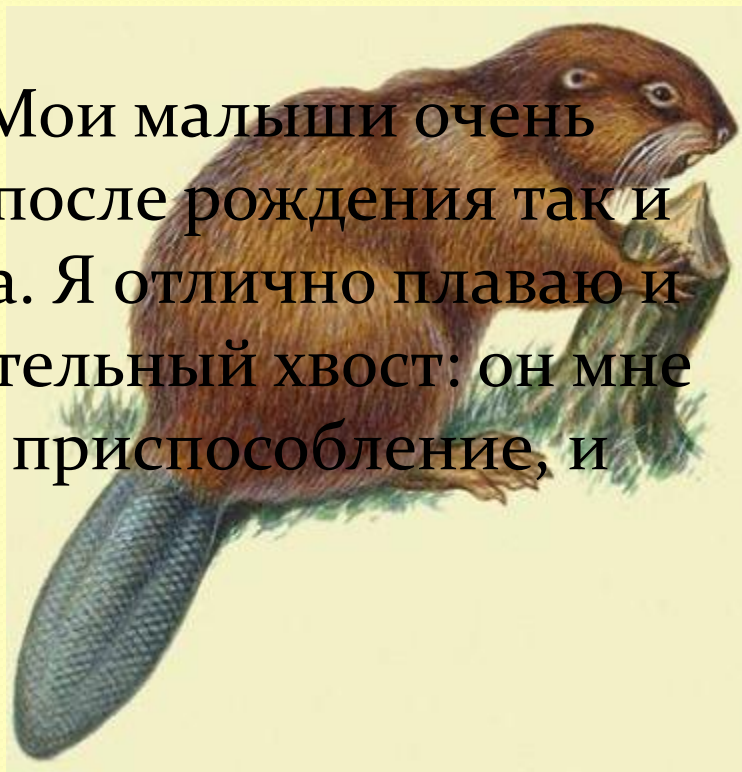 Мои малыши очень
после рождения так и
а. Я отлично плаваю и
тельный хвост: он мне
приспособление, и